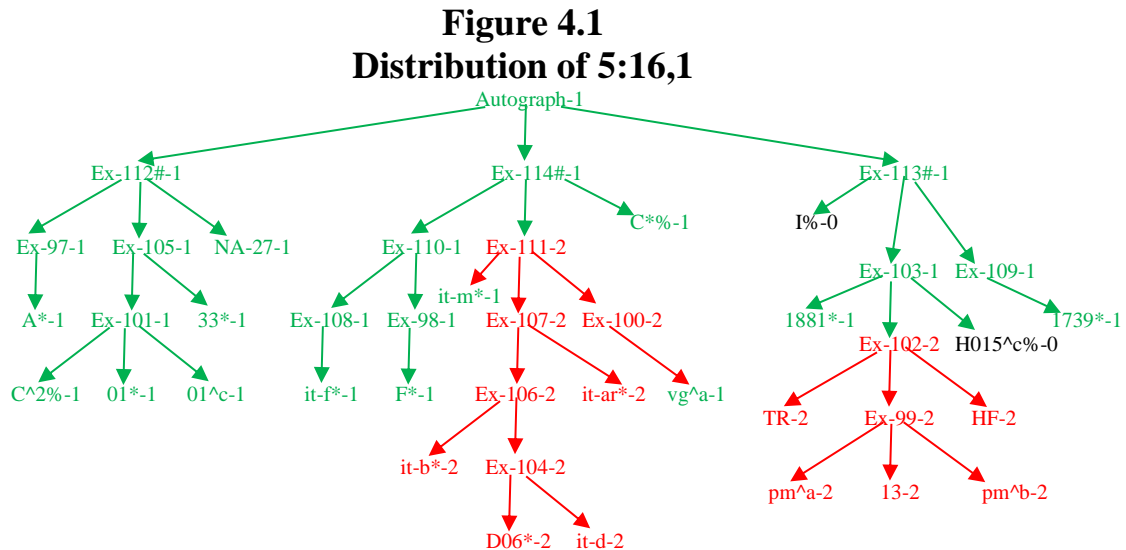 Figure 4.1
Distribution of 5:16,1
Autograph-1
Ex-112#-1 Ex-114#-1 Ex-113#-1
C*%-1 I%-0
Ex-97-1 Ex-105-1 NA-27-1 Ex-110-1 Ex-111-2
Ex-103-1 Ex-109-1
it-m*-1
A*-1 Ex-101-1 33*-1 Ex-108-1 Ex-98-1 Ex-107-2 Ex-100-2 1881*-1 1739*-1
Ex-102-2 H015^c%-0
C^2%-1 01*-1 01^c-1 it-f*-1 F*-1 Ex-106-2 it-ar*-2 vg^a-1
TR-2 Ex-99-2 HF-2
it-b*-2 Ex-104-2
pm^a-2 13-2 pm^b-2
D06*-2 it-d-2